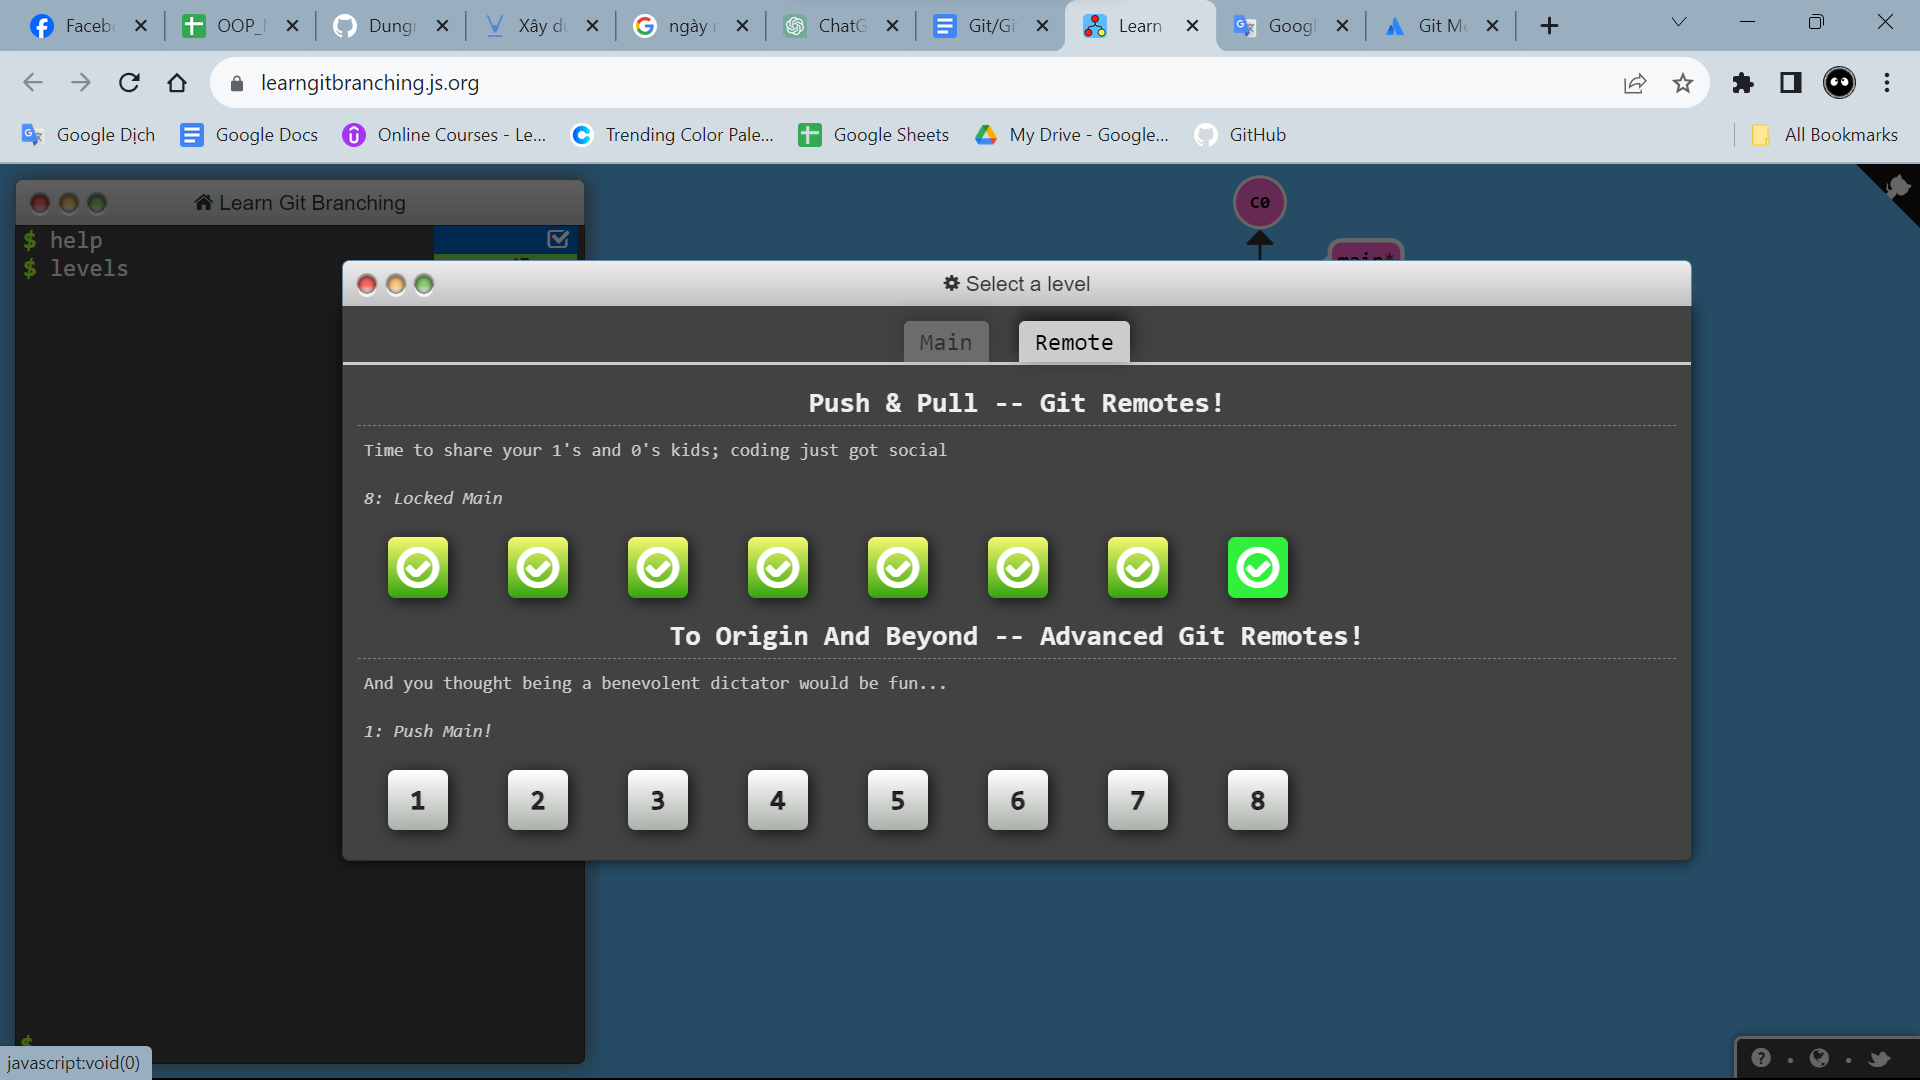 Faceb
OOP_
Dung
Xây d
ngày
ChatG
Git/Gi
Learn
Googl
Git M
learngitbranching.js.org
Google Dịch
Google Docs
Online Courses - Le...
Trending Color Pale...
Google Sheets
My Drive - Google...
GitHub
All Bookmarks
Learn Git Branching
$ help
$ levels
C0
main*
Select a level
Main
Remote
Push & Pull -- Git Remotes!
Time to share your 1's and 0's kids; coding just got social
8: Locked Main
To Origin And Beyond -- Advanced Git Remotes!
And you thought being a benevolent dictator would be fun...
1: Push Main!
1 2 3 4 5 6 7 8
$
javascript:void(0)